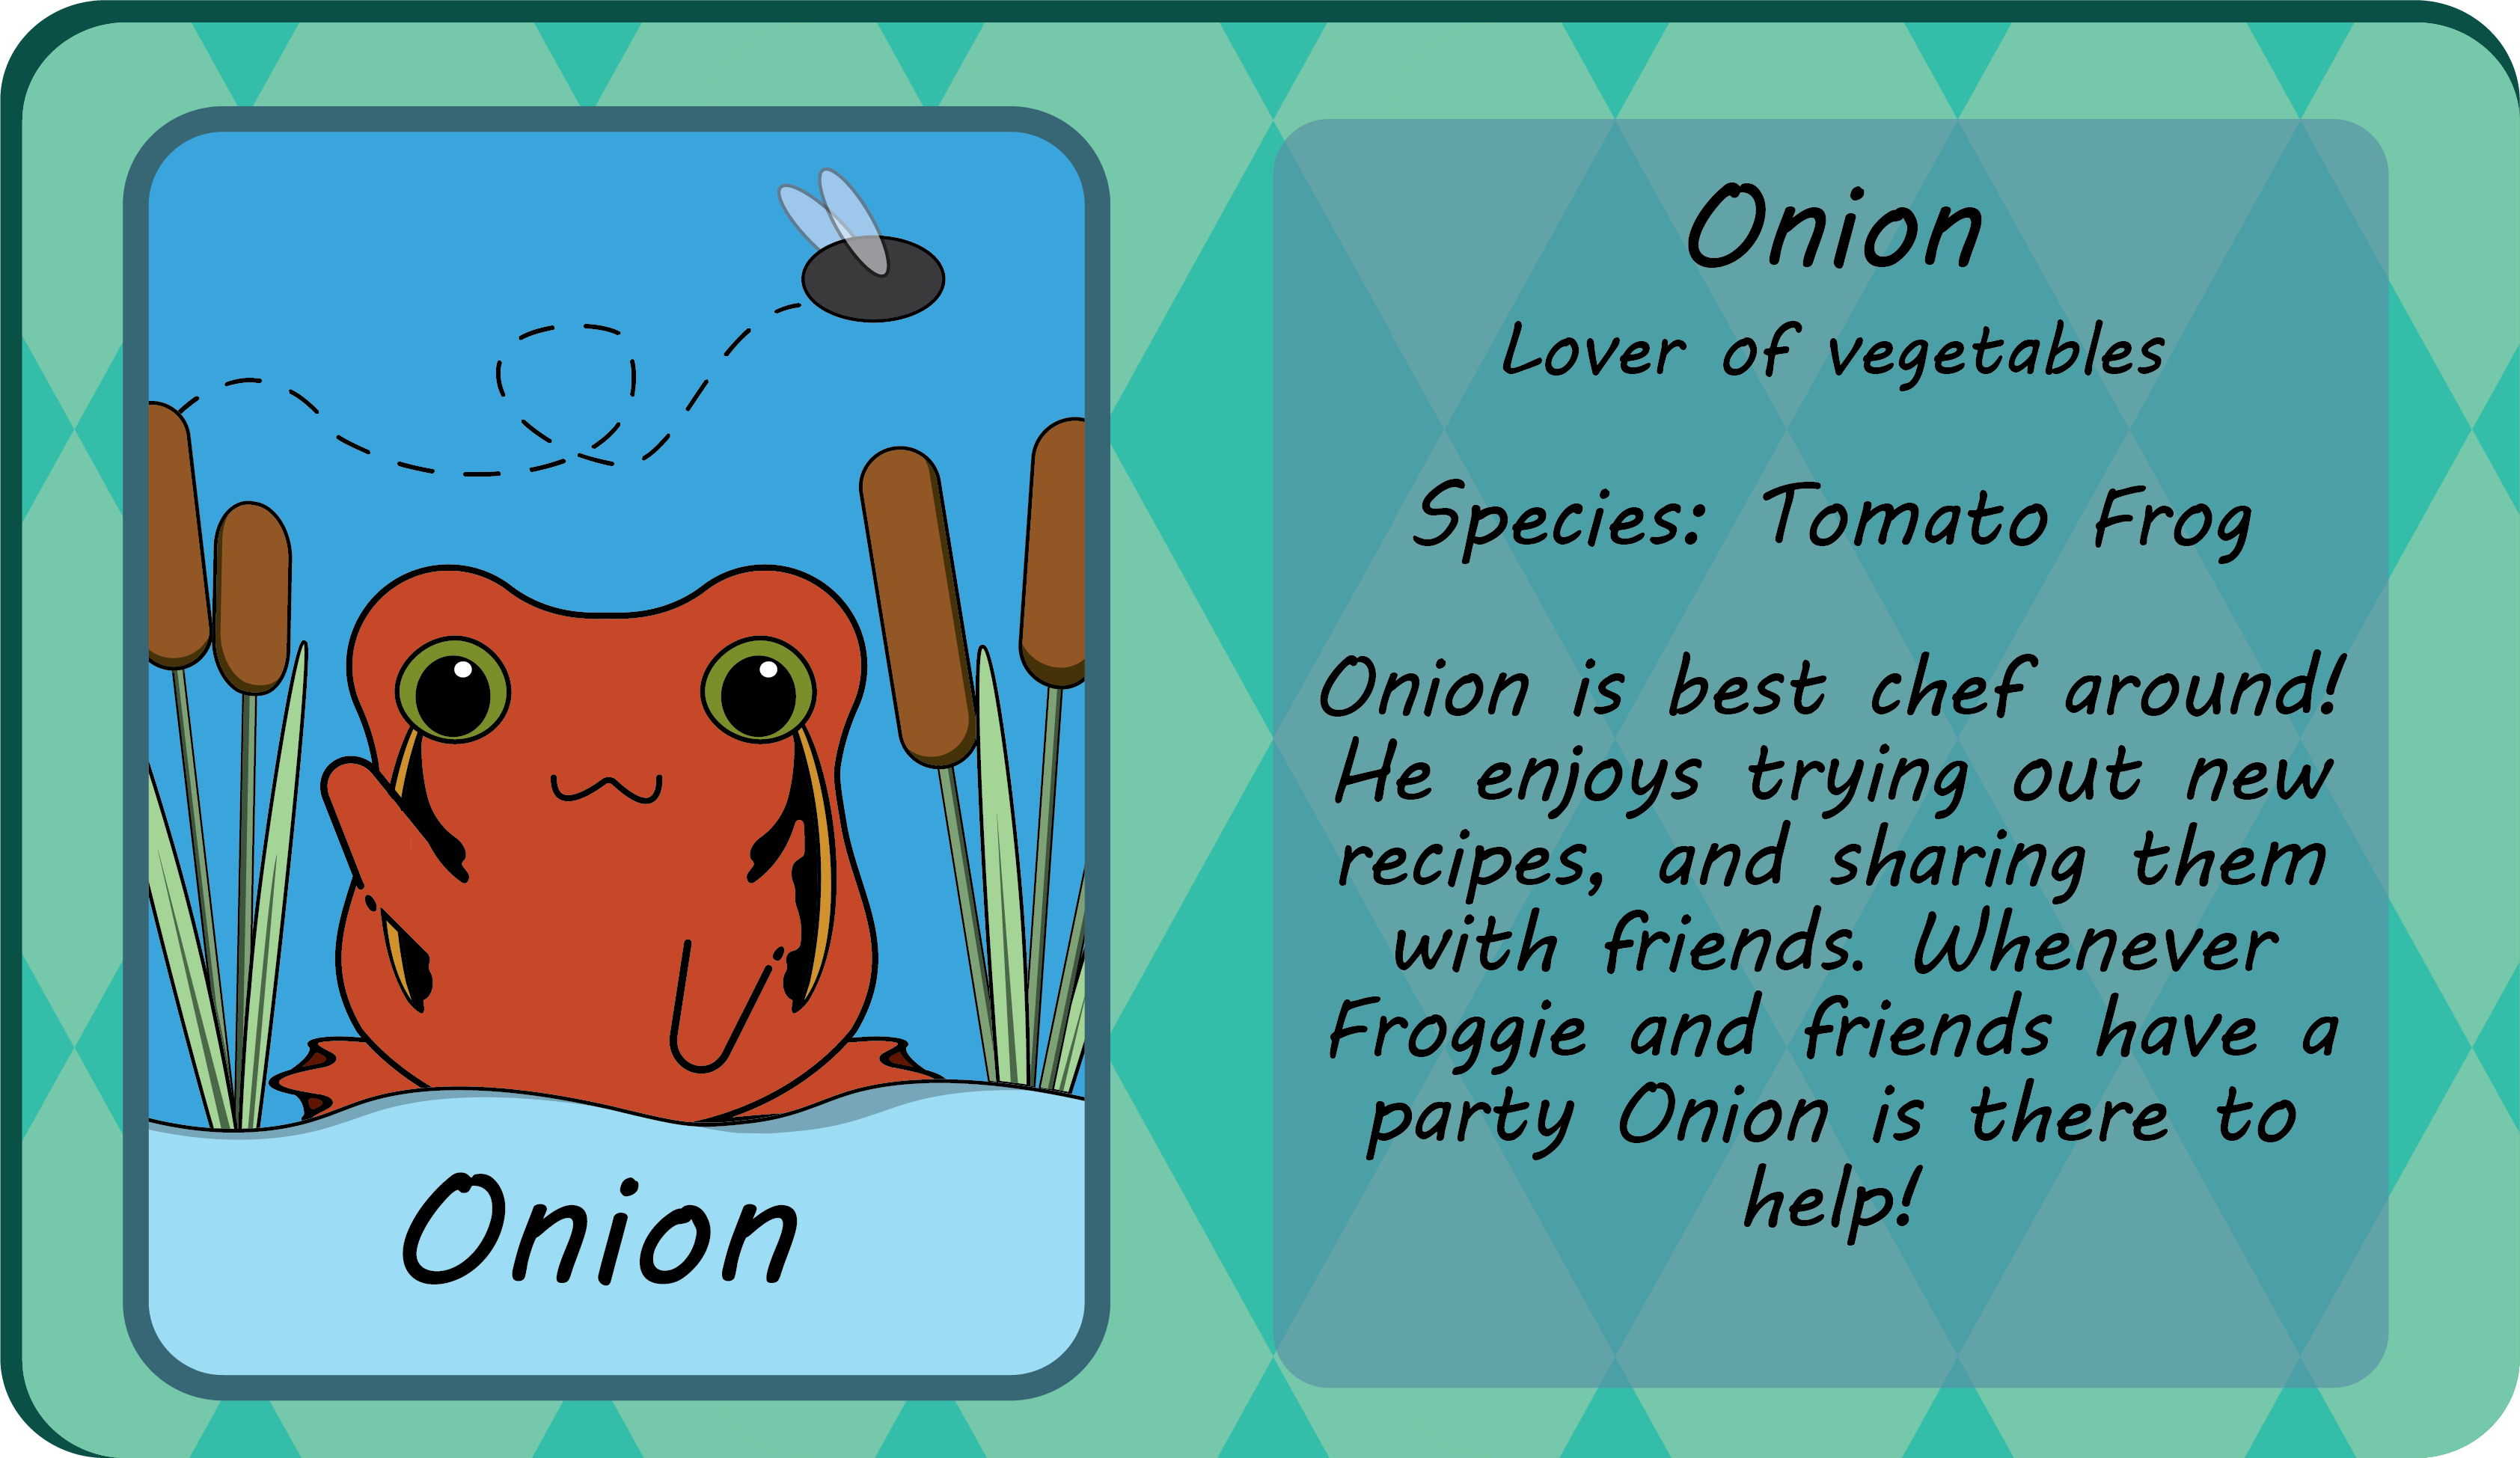 Onion
Onion
Lover of vegetables
Species: Tomato Frog
Onion is best chef around!
He enjoys trying out new
recipes, and sharing them
with friends. Whenever
Froggie and friends have a
party Onion is there to
help!